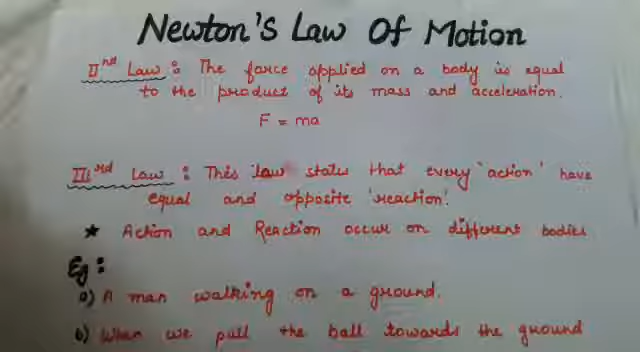 Newton's Law Of Motion
IInd Law : The force applied on a body is equal
to the product of its mass and acceleration.
F = ma
IIIrd Law : This law states that every 'action' have
equal and opposite 'reaction'.
★ Action and Reaction occur on different bodies
Eg :
a) A man walking on a ground.
b) When we pull the ball towards the ground